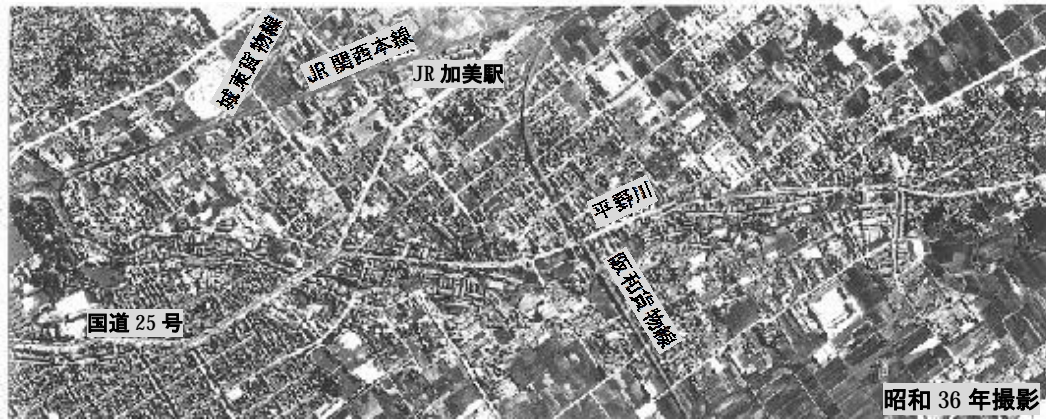 城東貨物線
JR 関西本線
JR 加美駅
平野川
阪和貨物線
国道 25 号
昭和 36 年撮影